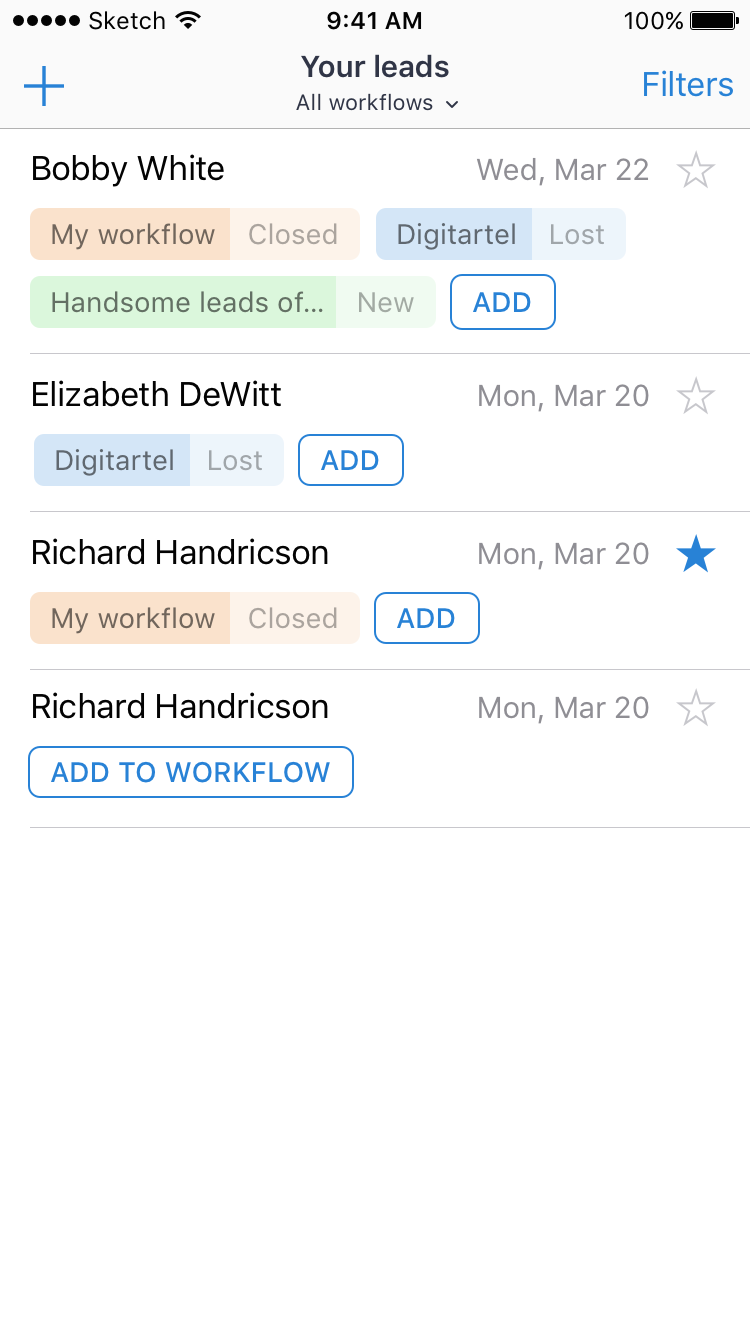 Sketch 9:41 AM 100%
Your leads
All workflows
Filters
Bobby White Wed, Mar 22
My workflow Closed Digitartel Lost
Handsome leads of... New ADD
Elizabeth DeWitt Mon, Mar 20
Digitartel Lost ADD
Richard Handricson Mon, Mar 20
My workflow Closed ADD
Richard Handricson Mon, Mar 20
ADD TO WORKFLOW